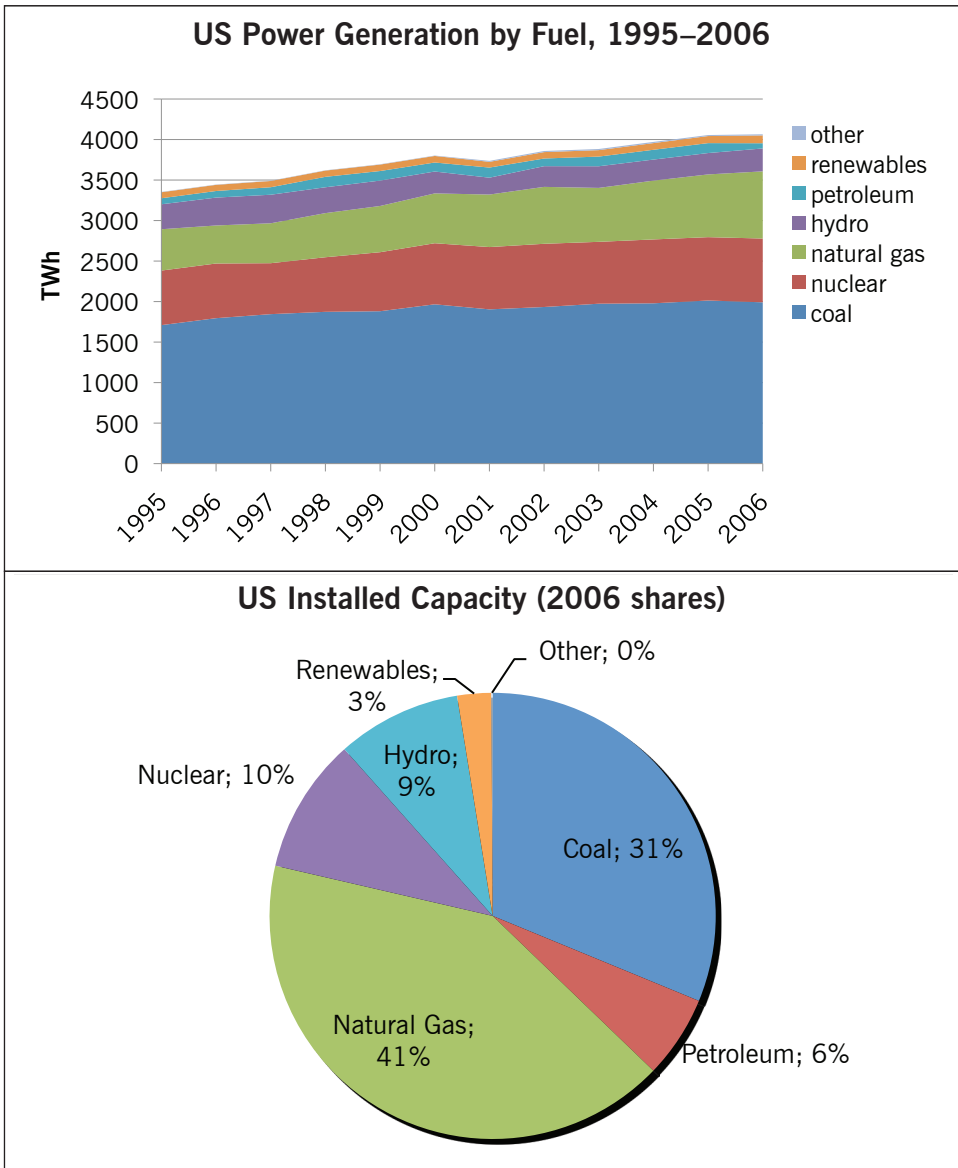 US Power Generation by Fuel, 1995–2006
4500
4000
3500
3000
2500
2000
1500
1000
500
0
TWh
1995
1996
1997
1998
1999
2000
2001
2002
2003
2004
2005
2006
other
renewables
petroleum
hydro
natural gas
nuclear
coal
US Installed Capacity (2006 shares)
Other; 0%
Renewables;
3%
Hydro;
9%
Nuclear; 10%
Coal; 31%
Natural Gas;
41%
Petroleum; 6%